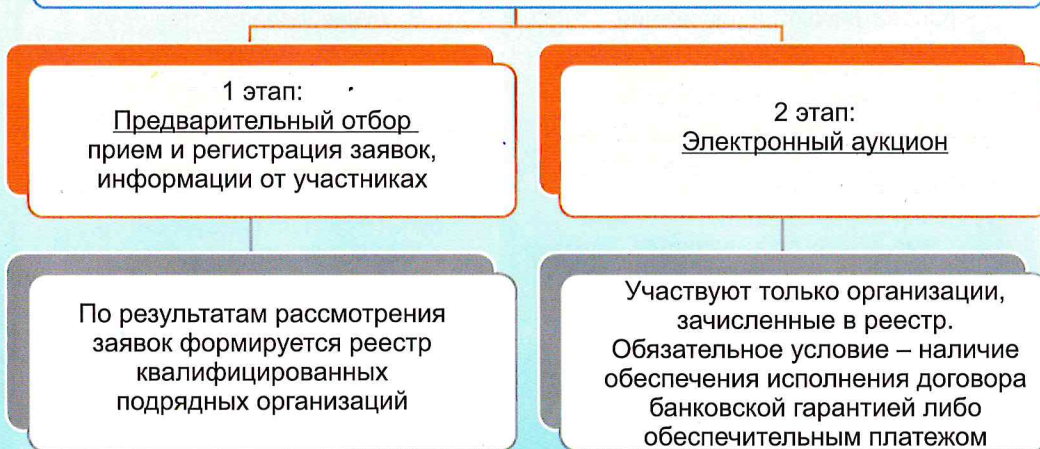 1 этап:
Предварительный отбор
прием и регистрация заявок,
информации от участниках
2 этап:
Электронный аукцион
По результатам рассмотрения
заявок формируется реестр
квалифицированных
подрядных организаций
Участвуют только организации,
зачисленные в реестр.
Обязательное условие – наличие
обеспечения исполнения договора
банковской гарантией либо
обеспечительным платежом